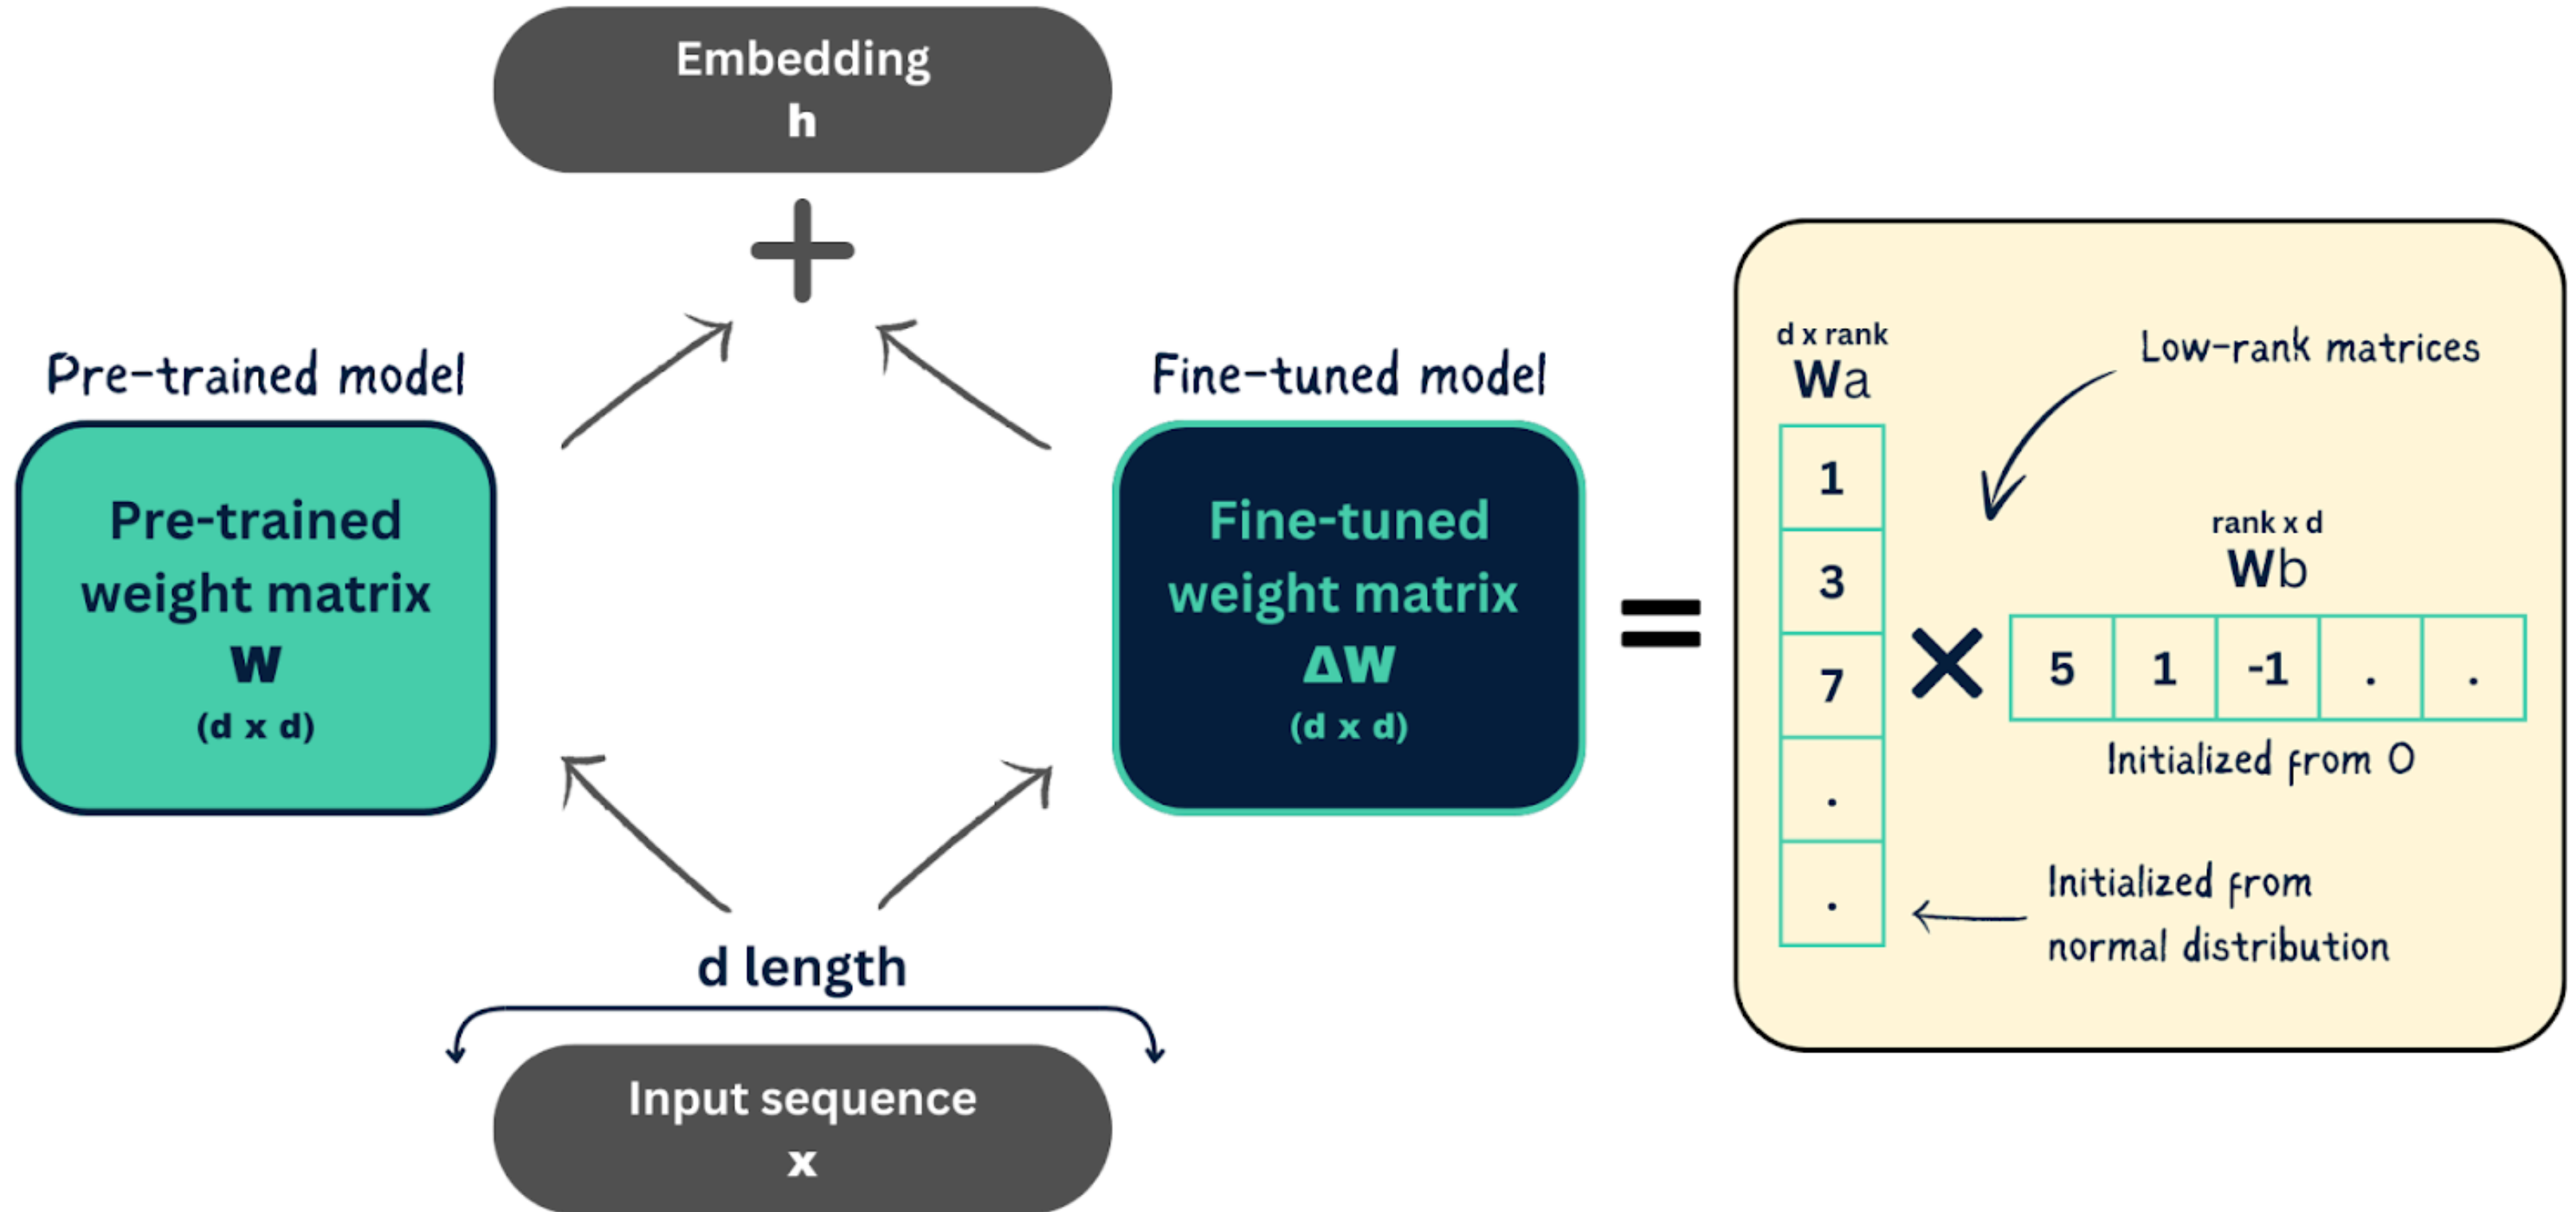 Embedding
h
Pre-trained model
Fine-tuned model
Pre-trained
weight matrix
W
(d x d)
Fine-tuned
weight matrix
ΔW
(d x d)
=
d x rank
Wa
1
3
7
.
.
Low-rank matrices
rank x d
Wb
5 1 -1 . .
Initialized from 0
Initialized from
normal distribution
d length
Input sequence
x